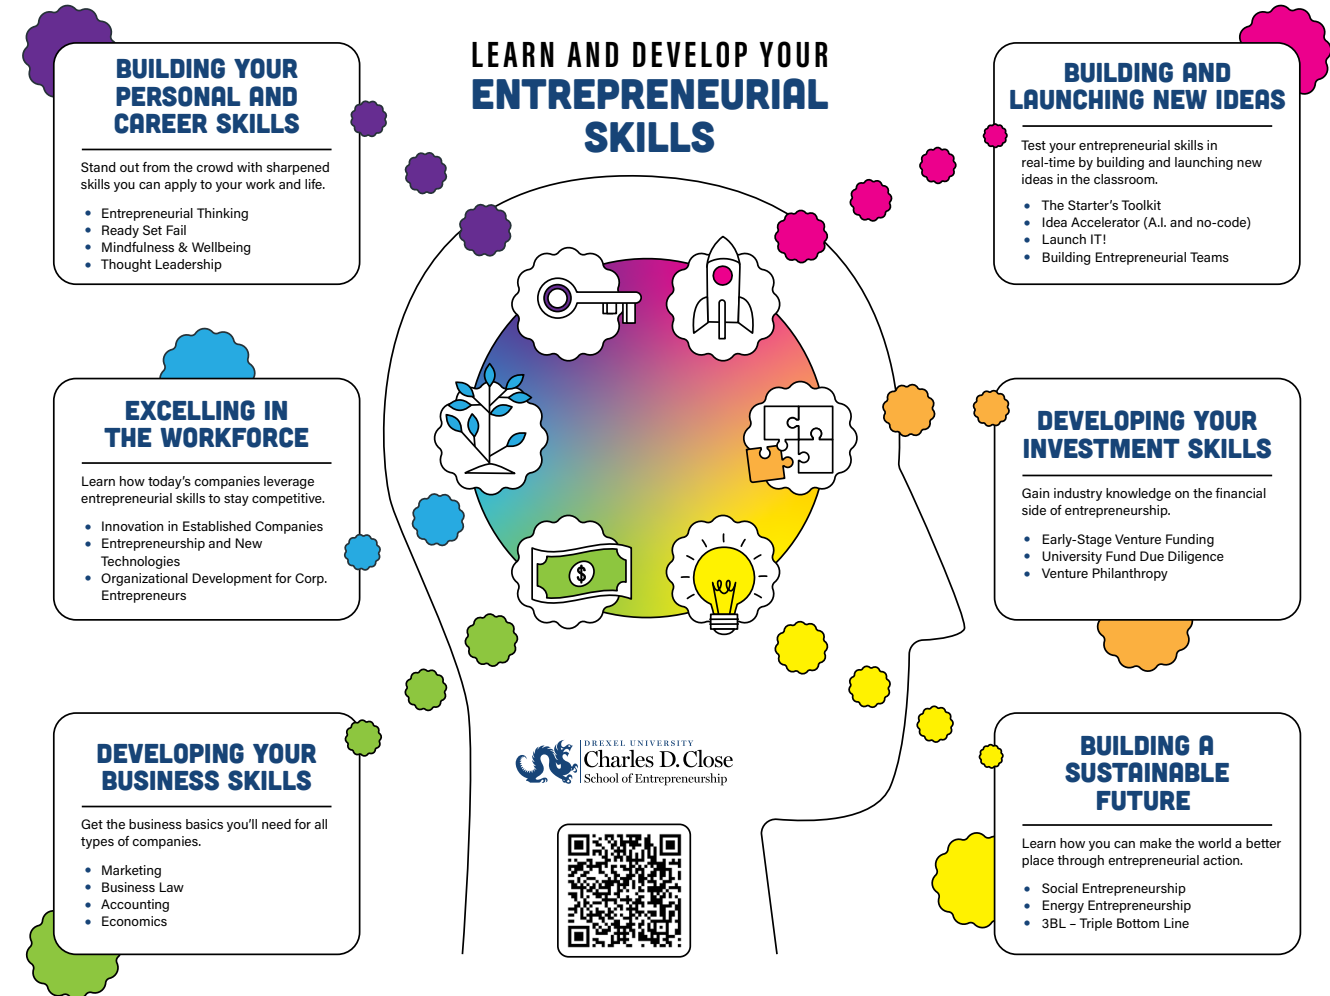 LEARN AND DEVELOP YOUR
ENTREPRENEURIAL
SKILLS
BUILDING YOUR
PERSONAL AND
CAREER SKILLS
Stand out from the crowd with sharpened
skills you can apply to your work and life.
• Entrepreneurial Thinking
• Ready Set Fail
• Mindfulness & Wellbeing
• Thought Leadership
EXCELLING IN
THE WORKFORCE
Learn how today's companies leverage
entrepreneurial skills to stay competitive.
• Innovation in Established Companies
• Entrepreneurship and New
Technologies
• Organizational Development for Corp.
Entrepreneurs
DEVELOPING YOUR
BUSINESS SKILLS
Get the business basics you'll need for all
types of companies.
• Marketing
• Business Law
• Accounting
• Economics
BUILDING AND
LAUNCHING NEW IDEAS
Test your entrepreneurial skills in
real-time by building and launching new
ideas in the classroom.
• The Starter's Toolkit
• Idea Accelerator (A.I. and no-code)
• Launch IT!
• Building Entrepreneurial Teams
DEVELOPING YOUR
INVESTMENT SKILLS
Gain industry knowledge on the financial
side of entrepreneurship.
• Early-Stage Venture Funding
• University Fund Due Diligence
• Venture Philanthropy
BUILDING A
SUSTAINABLE
FUTURE
Learn how you can make the world a better
place through entrepreneurial action.
• Social Entrepreneurship
• Energy Entrepreneurship
• 3BL – Triple Bottom Line
$
DREXEL UNIVERSITY
Charles D. Close
School of Entrepreneurship